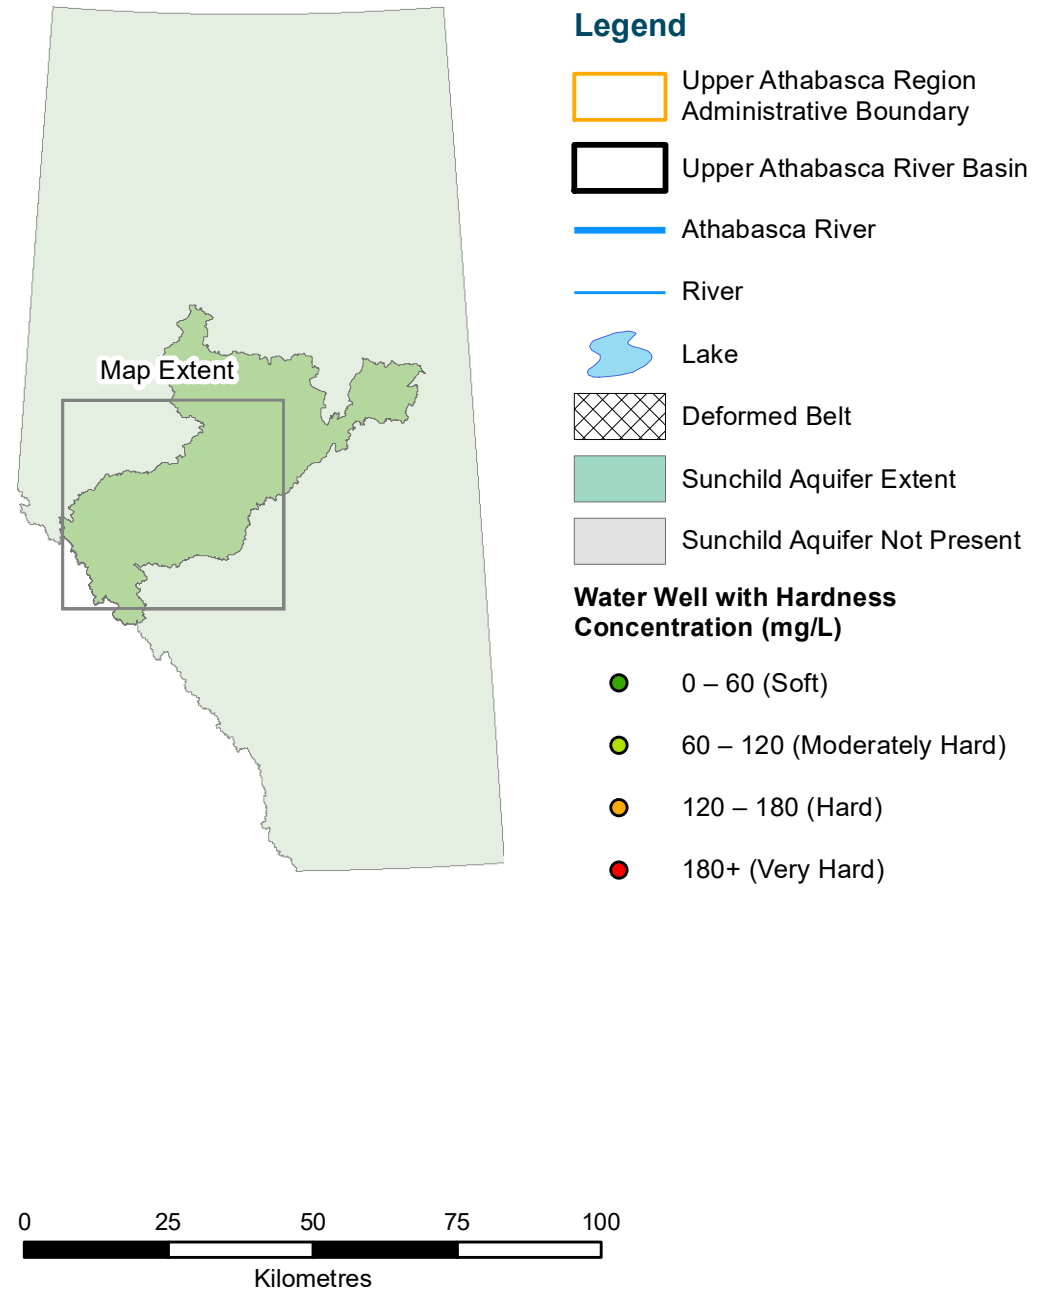 Legend
Upper Athabasca Region
Administrative Boundary
Upper Athabasca River Basin
Athabasca River
River
Lake
Deformed Belt
Sunchild Aquifer Extent
Sunchild Aquifer Not Present
Water Well with Hardness
Concentration (mg/L)
0 – 60 (Soft)
60 – 120 (Moderately Hard)
120 – 180 (Hard)
180+ (Very Hard)
Map Extent
0 25 50 75 100
Kilometres